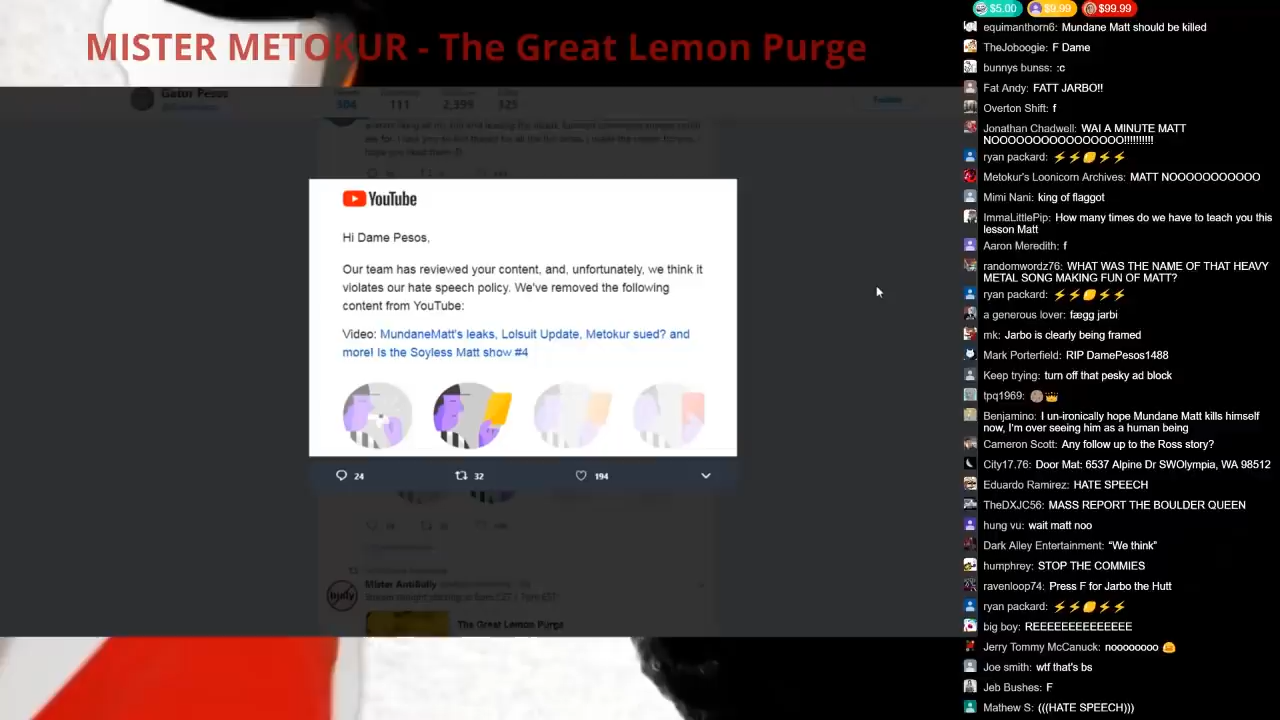 $5.00 $9.99 $99.99
MISTER METOKUR - The Great Lemon Purge
Gator Pesos
304 111 2,399 325
YouTube
Hi Dame Pesos,
Our team has reviewed your content, and, unfortunately, we think it
violates our hate speech policy. We've removed the following
content from YouTube:
Video: MundaneMatt's leaks, Lolsuit Update, Metokur sued? and
more! Is the Soyless Matt show #4
24 32 194
Mister AntiBully
The Great Lemon Purge
equimanthorn6: Mundane Matt should be killed
TheJoboogie: F Dame
bunnys bunss: :c
Fat Andy: FATT JARBO!!
Overton Shift: f
Jonathan Chadwell: WAI A MINUTE MATT
NOOOOOOOOOOOOOOOO!!!!!!!!!
ryan packard: ⚡⚡🍋⚡⚡
Metokur's Loonicorn Archives: MATT NOOOOOOOOOOO
Mimi Nani: king of flaggot
ImmaLittlePip: How many times do we have to teach you this
lesson Matt
Aaron Meredith: f
randomwordz76: WHAT WAS THE NAME OF THAT HEAVY
METAL SONG MAKING FUN OF MATT?
ryan packard: ⚡⚡🍋⚡⚡
a generous lover: fægg jarbi
mk: Jarbo is clearly being framed
Mark Porterfield: RIP DamePesos1488
Keep trying: turn off that pesky ad block
tpq1969:
Benjamino: I un-ironically hope Mundane Matt kills himself
now, I'm over seeing him as a human being
Cameron Scott: Any follow up to the Ross story?
City17.76: Door Mat: 6537 Alpine Dr SWOlympia, WA 98512
Eduardo Ramirez: HATE SPEECH
TheDXJC56: MASS REPORT THE BOULDER QUEEN
hung vu: wait matt noo
Dark Alley Entertainment: “We think”
humphrey: STOP THE COMMIES
ravenloop74: Press F for Jarbo the Hutt
ryan packard: ⚡⚡🍋⚡⚡
big boy: REEEEEEEEEEEEEE
Jerry Tommy McCanuck: noooooooo
Joe smith: wtf that's bs
Jeb Bushes: F
Mathew S: (((HATE SPEECH)))